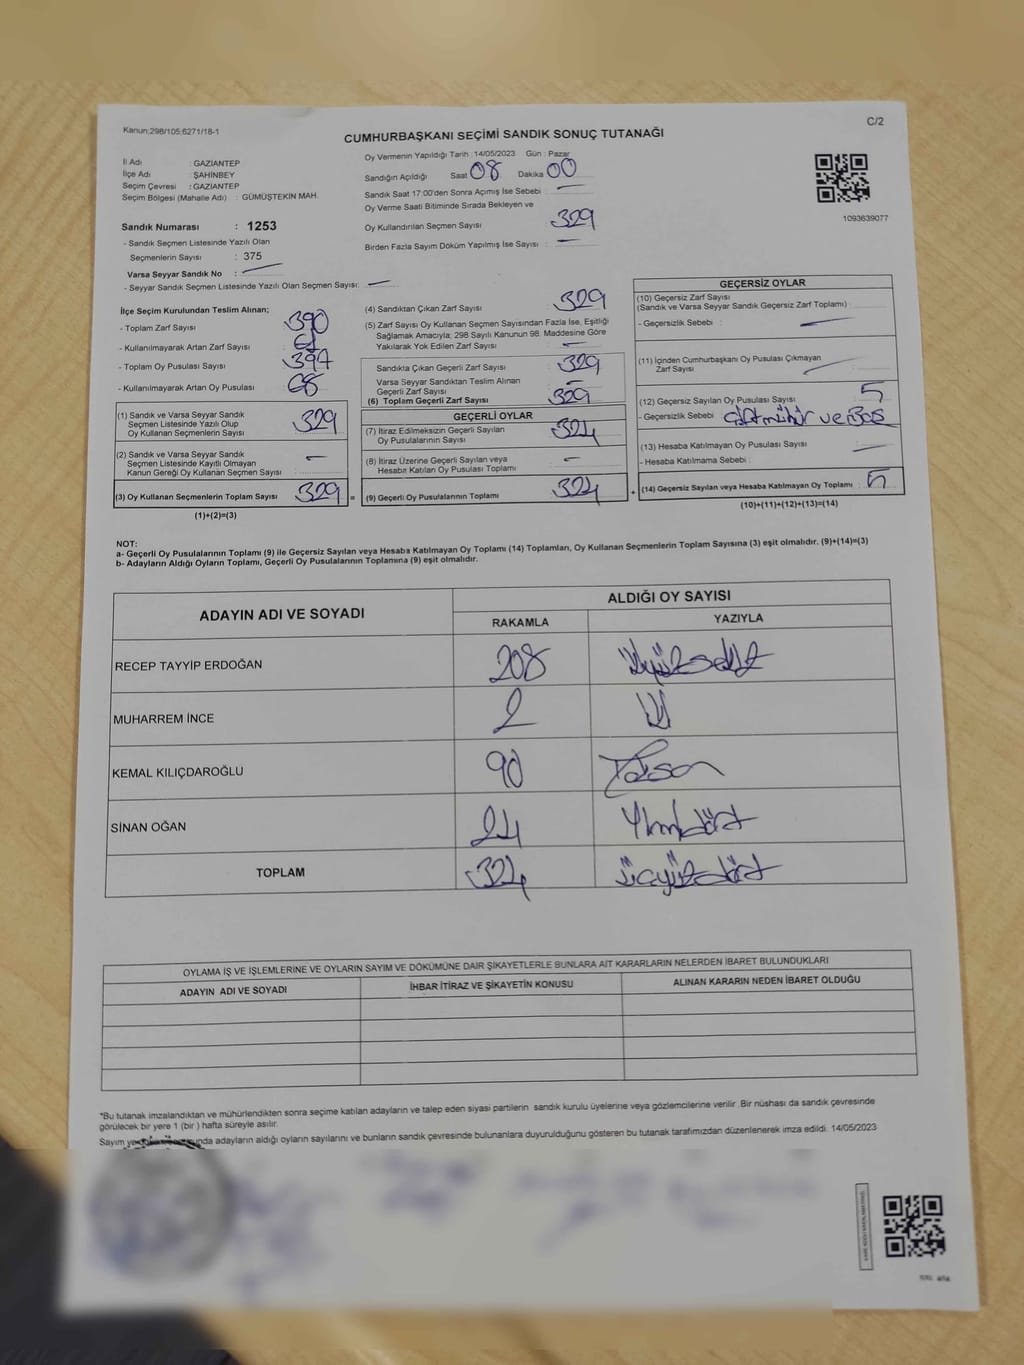 Kanun;298/105;6271/18-1
C/2
CUMHURBAŞKANI SEÇİMİ SANDIK SONUÇ TUTANAĞI
İl Adı : GAZİANTEP
İlçe Adı : ŞAHİNBEY
Seçim Çevresi : GAZİANTEP
Seçim Bölgesi (Mahalle Adı) : GÜMÜŞTEKİN MAH.
Sandık Numarası : 1253
- Sandık Seçmen Listesinde Yazılı Olan
Seçmenlerin Sayısı : 375
Varsa Seyyar Sandık No : —
- Seyyar Sandık Seçmen Listesinde Yazılı Olan Seçmen Sayısı: —
Oy Vermenin Yapıldığı Tarih : 14/05/2023 Gün : Pazar
Sandığın Açıldığı Saat 08 Dakika 00
Sandık Saat 17:00'den Sonra Açmış İse Sebebi : —
Oy Verme Saati Bitiminde Sırada Bekleyen ve
Oy Kullandırılan Seçmen Sayısı : 329
Birden Fazla Sayım Döküm Yapılmış İse Sayısı : —
1093639077
İlçe Seçim Kurulundan Teslim Alınan;
- Toplam Zarf Sayısı : 390
- Kullanılmayarak Artan Zarf Sayısı : 61
- Toplam Oy Pusulası Sayısı : 397
- Kullanılmayarak Artan Oy Pusulası : 68
(1) Sandık ve Varsa Seyyar Sandık
Seçmen Listesinde Yazılı Olup
Oy Kullanan Seçmenlerin Sayısı : 329
(2) Sandık ve Varsa Seyyar Sandık
Seçmen Listesinde Kayıtlı Olmayan
Kanun Gereği Oy Kullanan Seçmen Sayısı : —
(3) Oy Kullanan Seçmenlerin Toplam Sayısı : 329 =
(1)+(2)=(3)
(4) Sandıktan Çıkan Zarf Sayısı : 329
(5) Zarf Sayısı Oy Kullanan Seçmen Sayısından Fazla İse, Eşitliği
Sağlamak Amacıyla; 298 Sayılı Kanunun 98. Maddesine Göre
Yakılarak Yok Edilen Zarf Sayısı : —
Sandıkta Çıkan Geçerli Zarf Sayısı : 329
Varsa Seyyar Sandıktan Teslim Alınan
Geçerli Zarf Sayısı : —
(6) Toplam Geçerli Zarf Sayısı : 329
GEÇERLİ OYLAR
(7) İtiraz Edilmeksizin Geçerli Sayılan
Oy Pusulalarının Sayısı : 324
(8) İtiraz Üzerine Geçerli Sayılan veya
Hesaba Katılan Oy Pusulası Toplamı : —
(9) Geçerli Oy Pusulalarının Toplamı : 324 +
GEÇERSİZ OYLAR
(10) Geçersiz Zarf Sayısı
(Sandık ve Varsa Seyyar Sandık Geçersiz Zarf Toplamı) :
- Geçersizlik Sebebi : —
(11) İçinden Cumhurbaşkanı Oy Pusulası Çıkmayan
Zarf Sayısı : —
(12) Geçersiz Sayılan Oy Pusulası Sayısı : 5
- Geçersizlik Sebebi : Çift mühür ve Boş
(13) Hesaba Katılmayan Oy Pusulası Sayısı : —
- Hesaba Katılmama Sebebi :
(14) Geçersiz Sayılan veya Hesaba Katılmayan Oy Toplamı : 5
(10)+(11)+(12)+(13)=(14)
NOT:
a- Geçerli Oy Pusulalarının Toplamı (9) ile Geçersiz Sayılan veya Hesaba Katılmayan Oy Toplamı (14) Toplamları, Oy Kullanan Seçmenlerin Toplam Sayısına (3) eşit olmalıdır. (9)+(14)=(3)
b- Adayların Aldığı Oyların Toplamı, Geçerli Oy Pusulalarının Toplamına (9) eşit olmalıdır.
ADAYIN ADI VE SOYADI
ALDIĞI OY SAYISI
RAKAMLA YAZIYLA
RECEP TAYYİP ERDOĞAN 208
MUHARREM İNCE 2
KEMAL KILIÇDAROĞLU 90
SİNAN OĞAN 24
TOPLAM 324
OYLAMA İŞ VE İŞLEMLERİNE VE OYLARIN SAYIM VE DÖKÜMÜNE DAİR ŞİKAYETLERLE BUNLARA AİT KARARLARIN NELERDEN İBARET BULUNDUKLARI
ADAYIN ADI VE SOYADI İHBAR İTİRAZ VE ŞİKAYETİN KONUSU ALINAN KARARIN NEDEN İBARET OLDUĞU
*Bu tutanak imzalandıktan ve mühürlendikten sonra seçime katılan adayların ve talep eden siyasi partilerin sandık kurulu üyelerine veya gözlemcilerine verilir. Bir nüshası da sandık çevresinde
görülecek bir yere 1 (bir) hafta süreyle asılır.
Sayım adayların aldığı oyların sayılarını ve bunların sandık çevresinde bulunanlara duyurulduğunu gösteren bu tutanak tarafımızdan düzenlenerek imza edildi. 14/05/2023